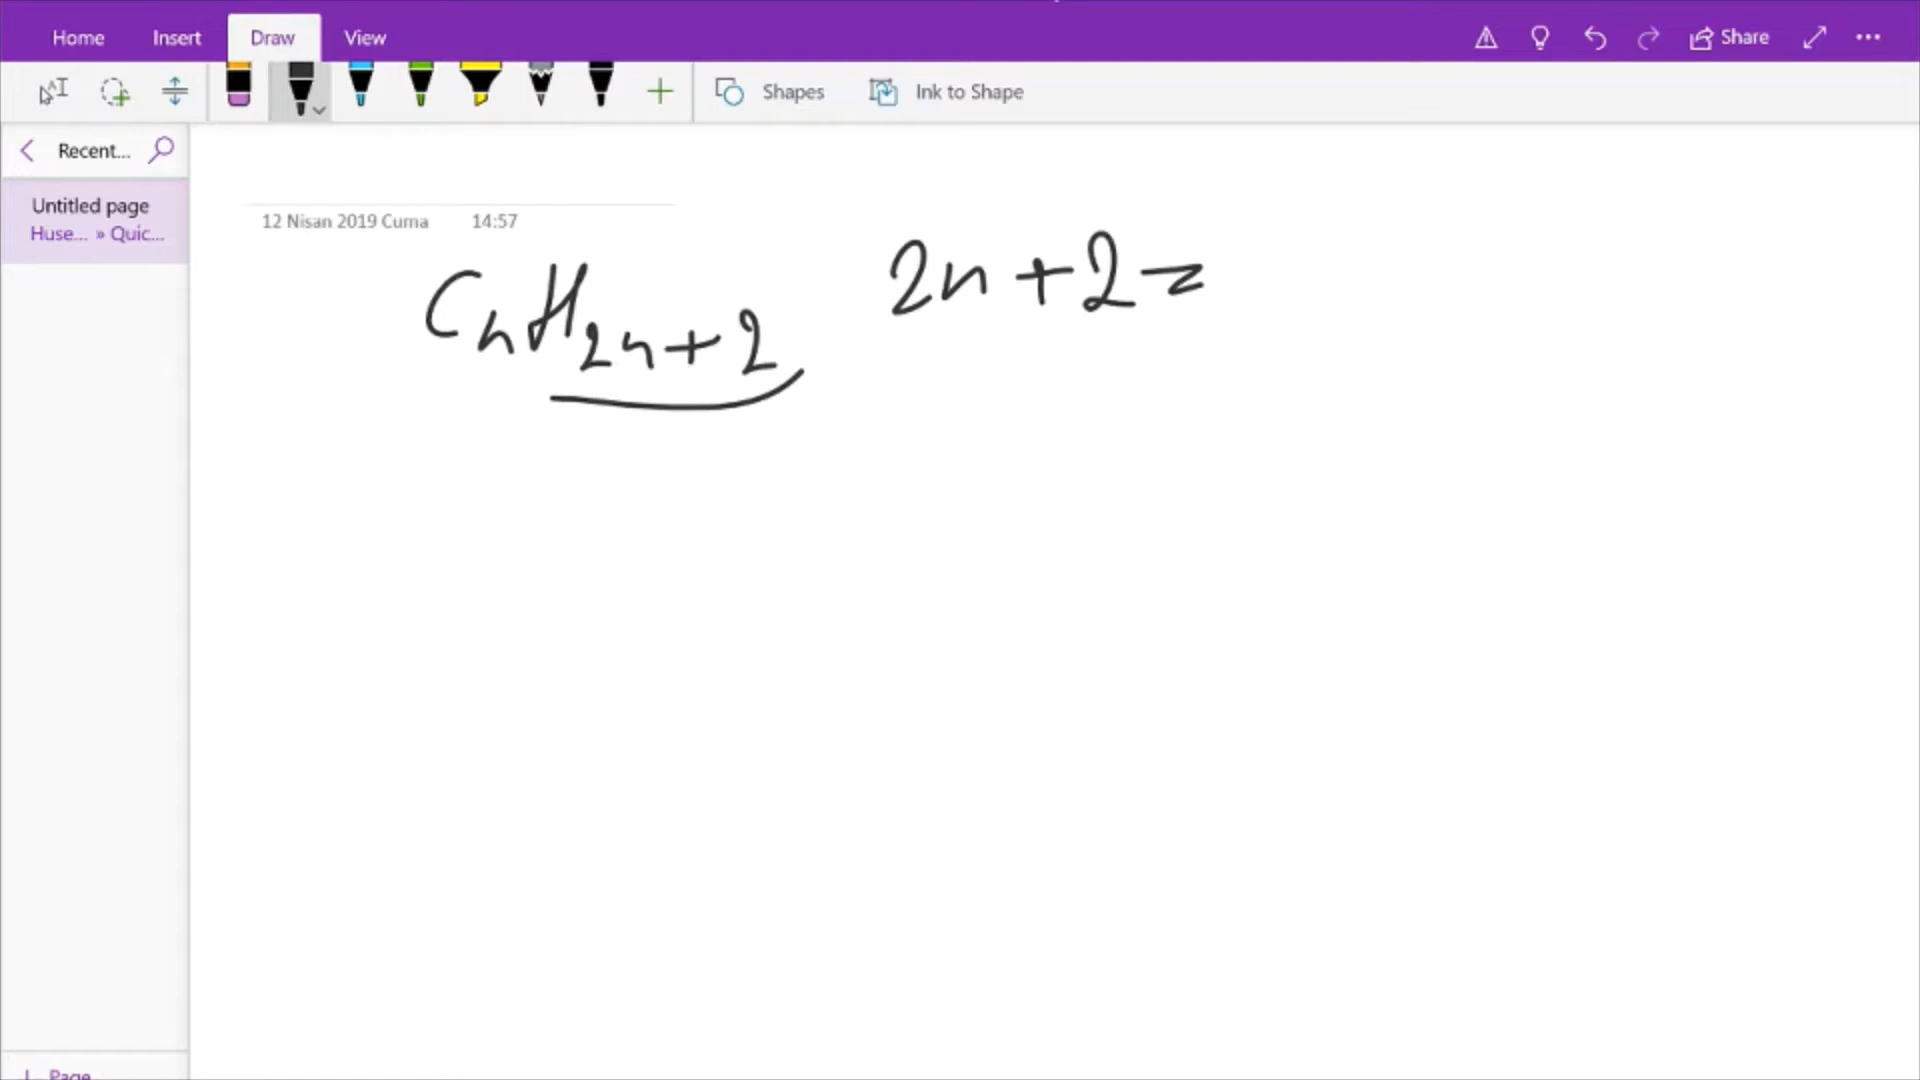 Home Insert Draw View Share
Shapes Ink to Shape
Recent...
Untitled page
Huse... » Quic...
12 Nisan 2019 Cuma 14:57
CnH2n+2
2n+2=
Page